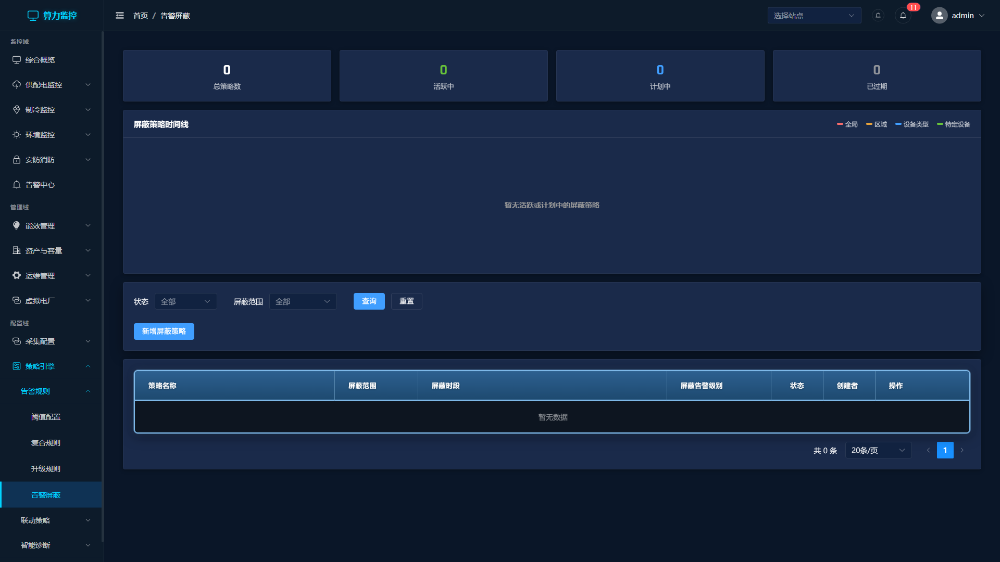 算力监控
首页 / 告警屏蔽
选择站点
11
admin
监控域
综合概览
供配电监控
制冷监控
环境监控
安防消防
告警中心
管理域
能效管理
资产与容量
运维管理
虚拟电厂
配置域
采集配置
策略引擎
告警规则
阈值配置
复合规则
升级规则
告警屏蔽
联动策略
智能诊断
0
总策略数
0
活跃中
0
计划中
0
已过期
屏蔽策略时间线
全局 区域 设备类型 特定设备
暂无活跃或计划中的屏蔽策略
状态 全部 屏蔽范围 全部 查询 重置
新增屏蔽策略
策略名称 屏蔽范围 屏蔽时段 屏蔽告警级别 状态 创建者 操作
暂无数据
共 0 条 20条/页 1